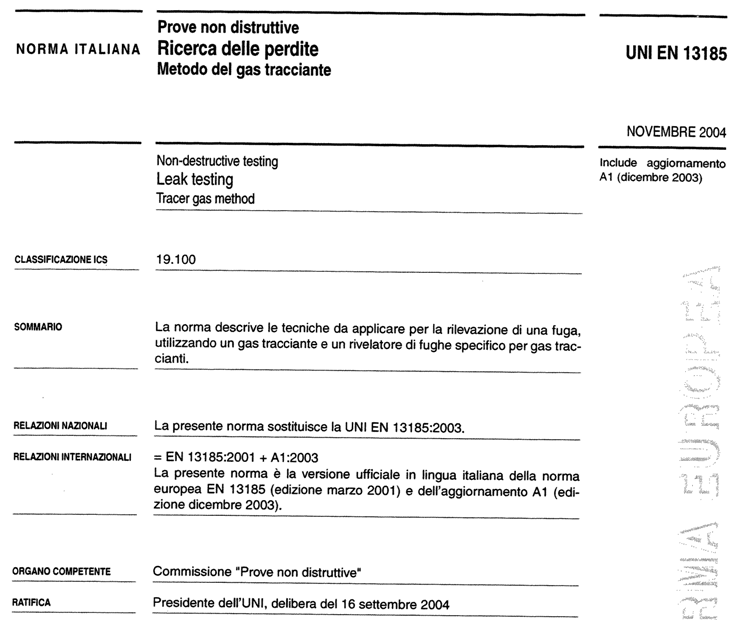 NORMA ITALIANA
Prove non distruttive
Ricerca delle perdite
Metodo del gas tracciante
UNI EN 13185
NOVEMBRE 2004
Non-destructive testing
Leak testing
Tracer gas method
Include aggiornamento
A1 (dicembre 2003)
CLASSIFICAZIONE ICS
19.100
SOMMARIO
La norma descrive le tecniche da applicare per la rilevazione di una fuga,
utilizzando un gas tracciante e un rivelatore di fughe specifico per gas trac-
cianti.
RELAZIONI NAZIONALI
La presente norma sostituisce la UNI EN 13185:2003.
RELAZIONI INTERNAZIONALI
= EN 13185:2001 + A1:2003
La presente norma è la versione ufficiale in lingua italiana della norma
europea EN 13185 (edizione marzo 2001) e dell'aggiornamento A1 (edi-
zione dicembre 2003).
ORGANO COMPETENTE
Commissione "Prove non distruttive"
RATIFICA
Presidente dell'UNI, delibera del 16 settembre 2004
RMA EUROPEA